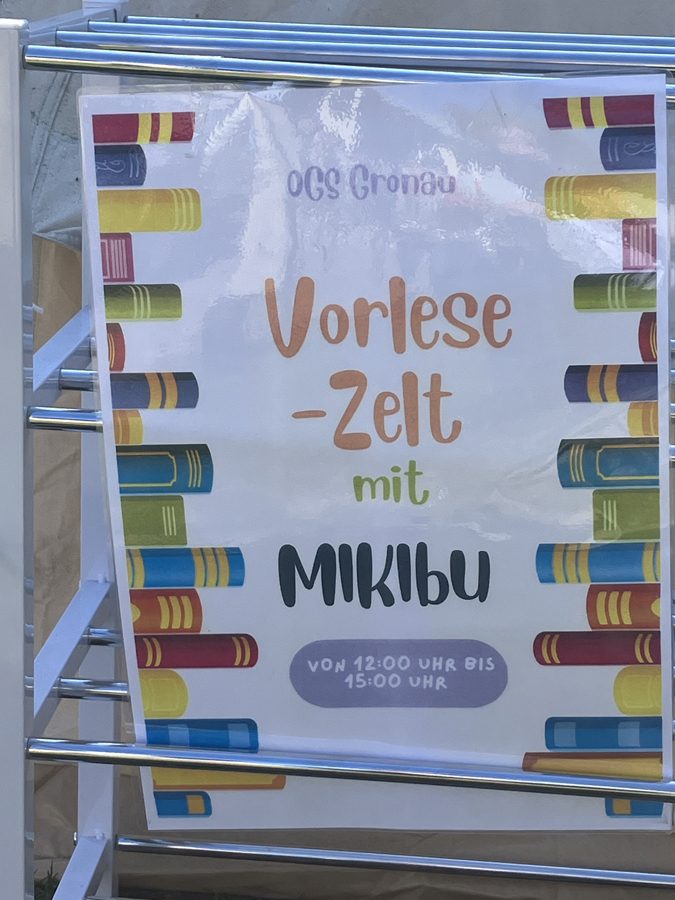 OGS Gronau
Vorlese
-Zelt
mit
MIKIbU
VON 12:00 UHR BIS
15:00 UHR